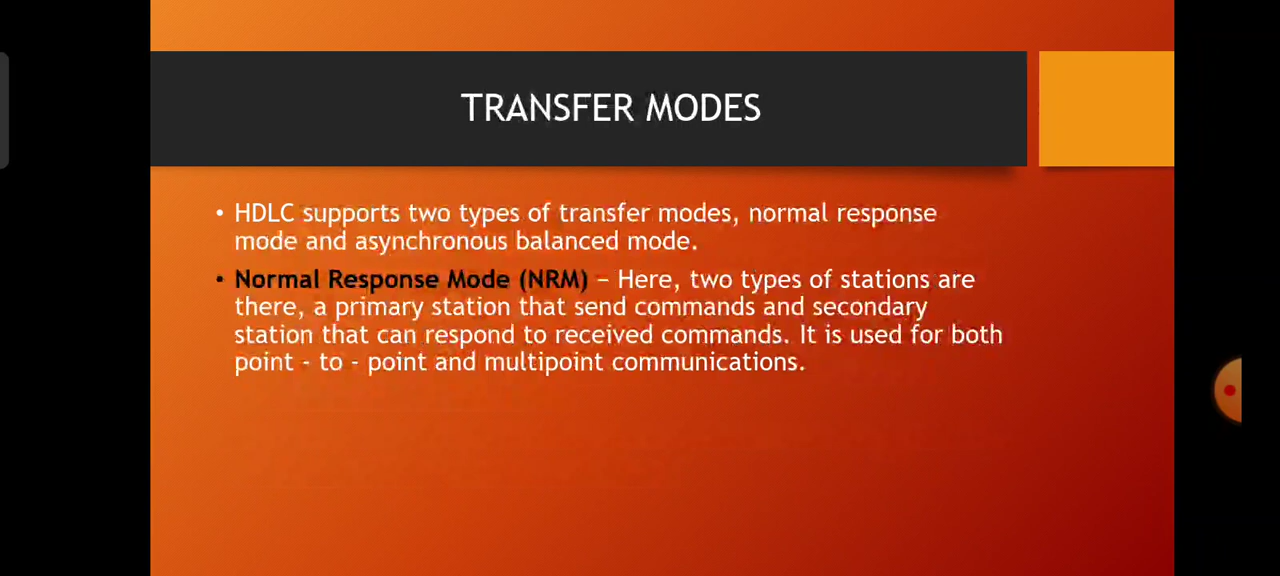 TRANSFER MODES
• HDLC supports two types of transfer modes, normal response
mode and asynchronous balanced mode.
• Normal Response Mode (NRM) – Here, two types of stations are
there, a primary station that send commands and secondary
station that can respond to received commands. It is used for both
point - to - point and multipoint communications.